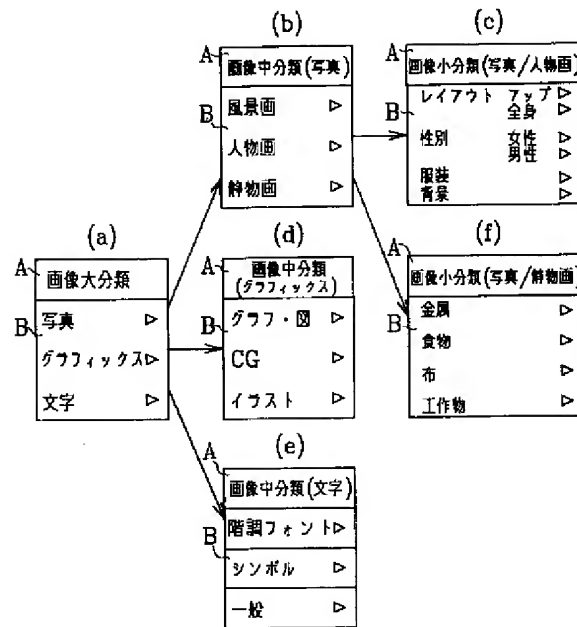 (a)
A
画像大分類
B
写真 ▷
グラフィックス▷
文字 ▷
(b)
A
画像中分類(写真)
B
風景画 ▷
人物画 ▷
静物画 ▷
(c)
A
画像小分類(写真/人物画)
B
レイアウト アップ▷
全身 ▷
性別 女性 ▷
男性 ▷
服装 ▷
背景 ▷
(d)
A
画像中分類
(グラフィックス)
B
グラフ・図 ▷
CG ▷
イラスト ▷
(e)
A
画像中分類(文字)
B
階調フォント▷
シンボル ▷
一般 ▷
(f)
A
画像小分類(写真/静物画)
B
金属 ▷
食物 ▷
布 ▷
工作物 ▷